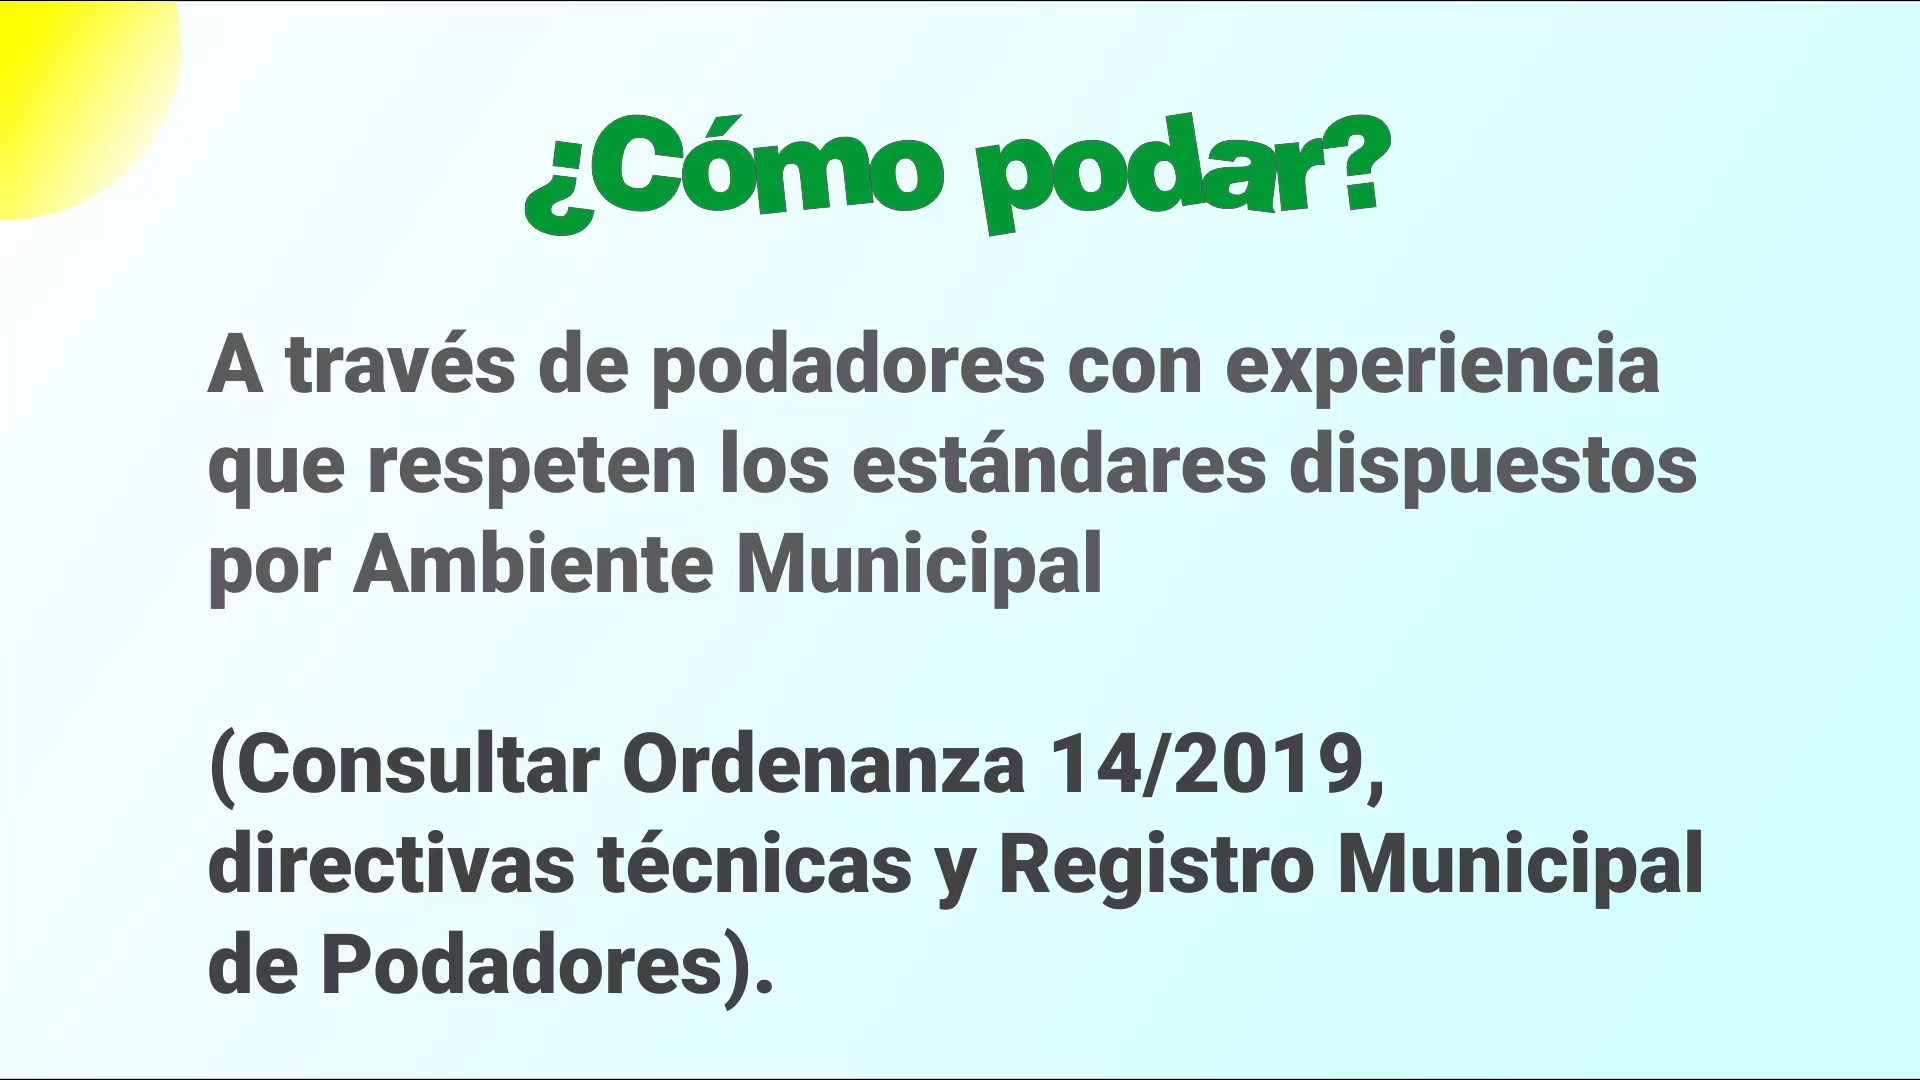 ¿Cómo podar?
A través de podadores con experiencia
que respeten los estándares dispuestos
por Ambiente Municipal
(Consultar Ordenanza 14/2019,
directivas técnicas y Registro Municipal
de Podadores).